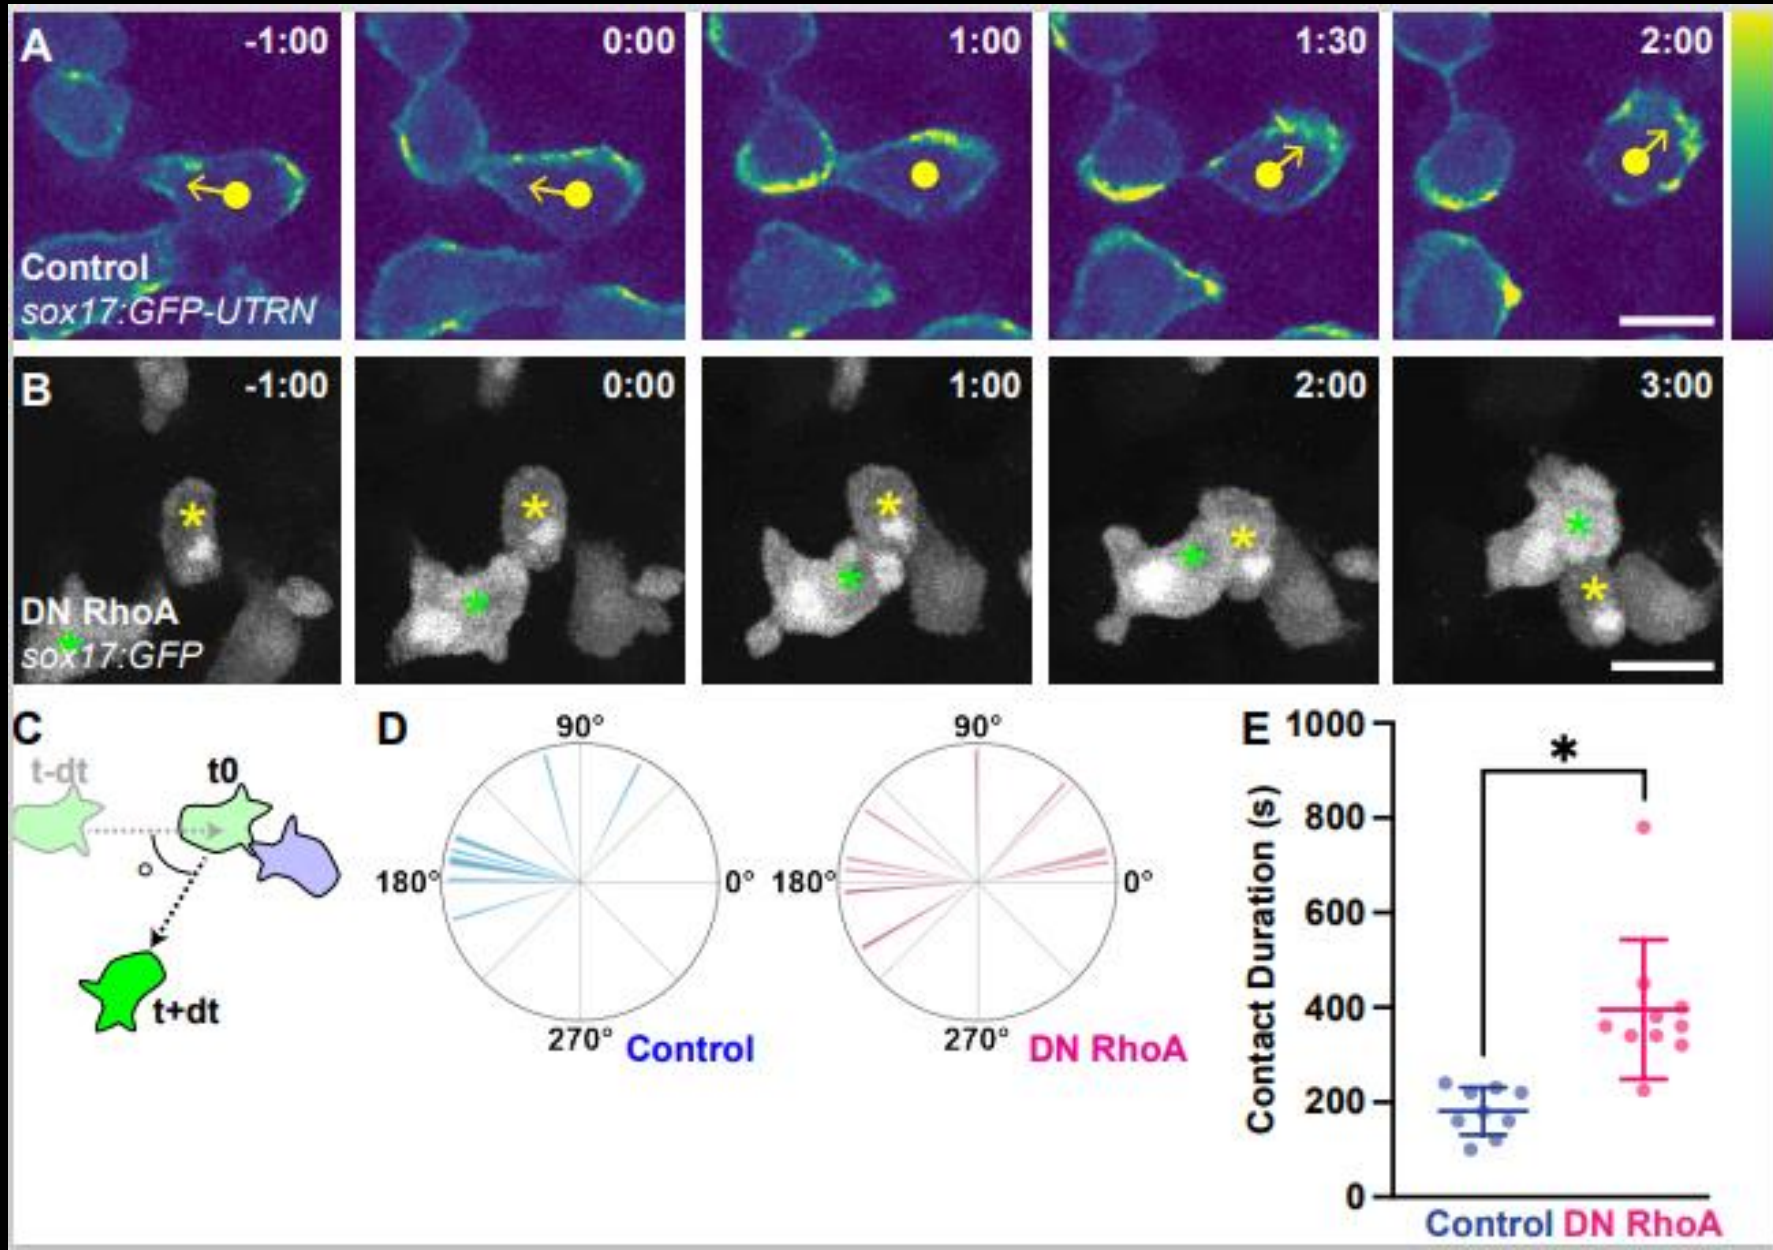 A
-1:00
0:00
1:00
1:30
2:00
Control
sox17:GFP-UTRN
B
-1:00
0:00
1:00
2:00
3:00
DN RhoA
sox17:GFP
C
t-dt
t0
°
t+dt
D
90°
180°
0°
270°
Control
90°
180°
0°
270°
DN RhoA
E
Contact Duration (s)
1000
800
600
400
200
0
*
Control
DN RhoA